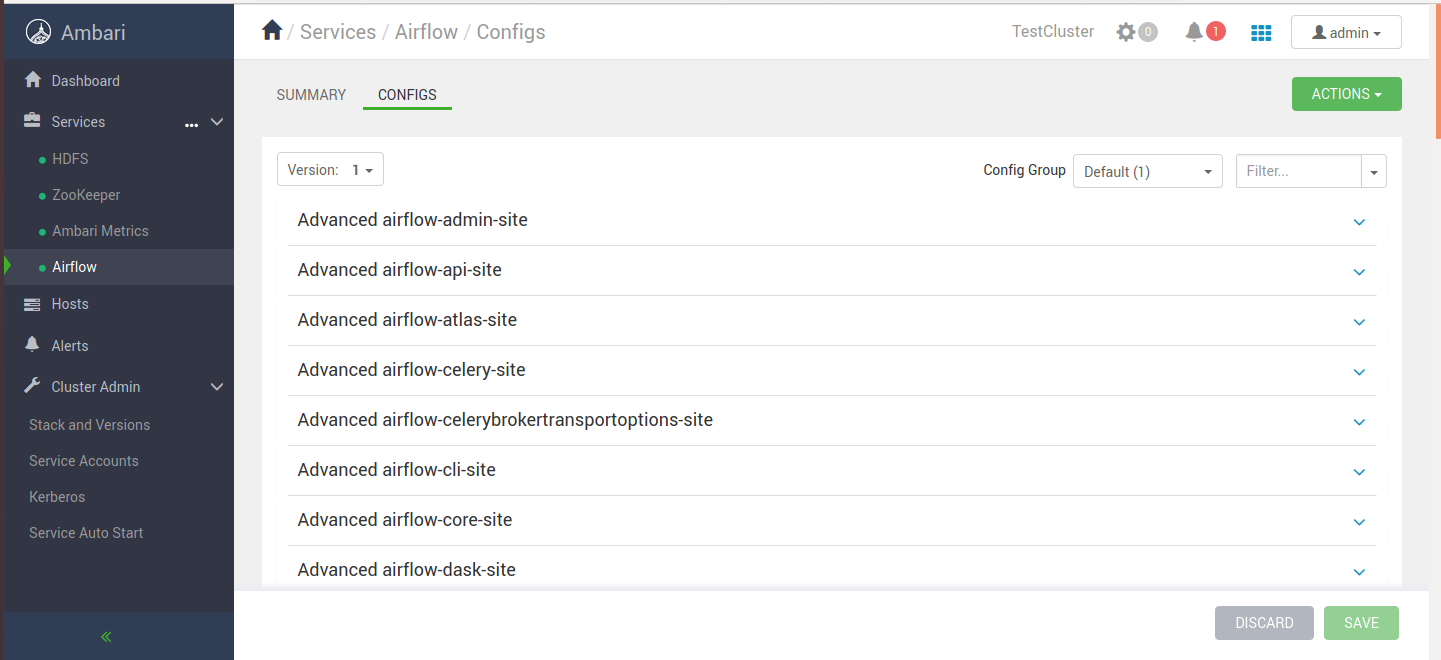 Ambari
/ Services / Airflow / Configs
TestCluster
0
1
admin
Dashboard
Services ...
HDFS
ZooKeeper
Ambari Metrics
Airflow
Hosts
Alerts
Cluster Admin
Stack and Versions
Service Accounts
Kerberos
Service Auto Start
SUMMARY
CONFIGS
ACTIONS
Version: 1
Config Group
Default (1)
Filter...
Advanced airflow-admin-site
Advanced airflow-api-site
Advanced airflow-atlas-site
Advanced airflow-celery-site
Advanced airflow-celerybrokertransportoptions-site
Advanced airflow-cli-site
Advanced airflow-core-site
Advanced airflow-dask-site
DISCARD
SAVE